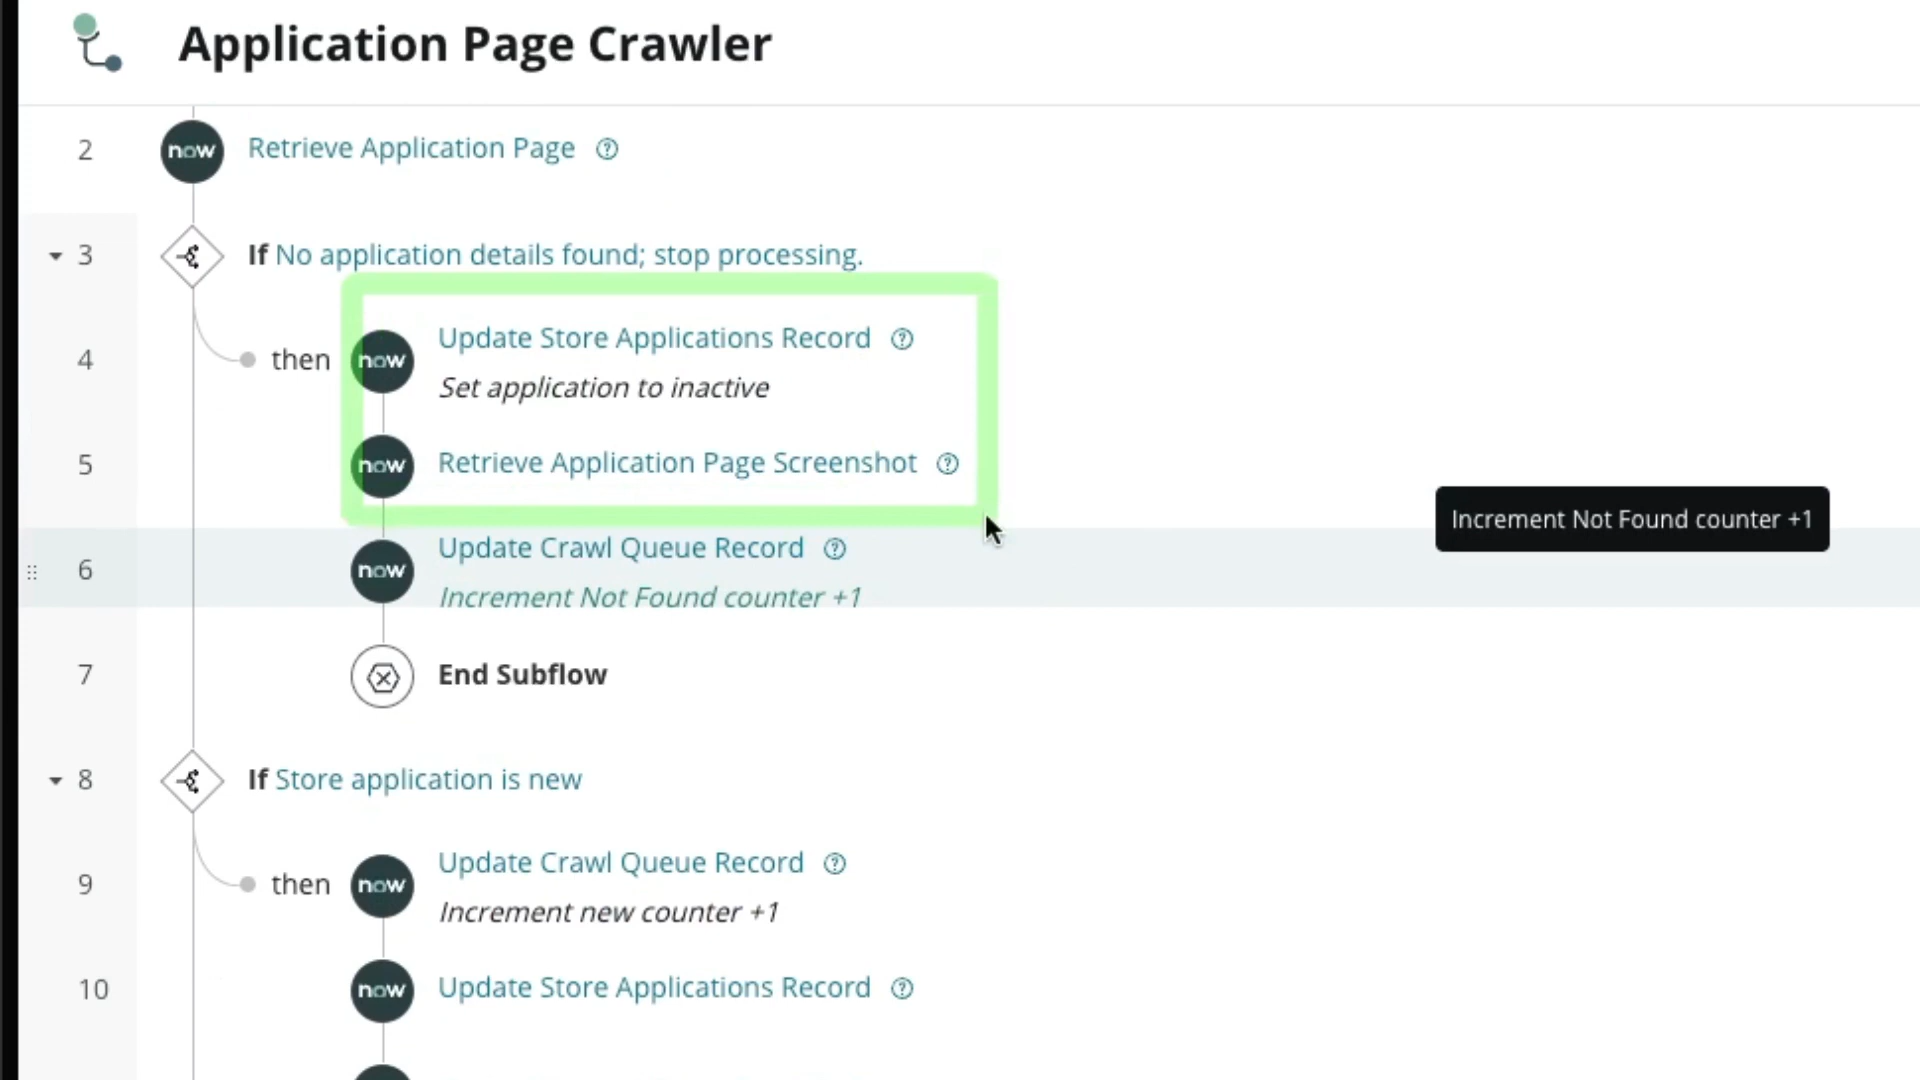 Application Page Crawler
2 now Retrieve Application Page ?
3 If No application details found; stop processing.
4 then now Update Store Applications Record ?
Set application to inactive
5 now Retrieve Application Page Screenshot ?
Increment Not Found counter +1
6 now Update Crawl Queue Record ?
Increment Not Found counter +1
7 End Subflow
8 If Store application is new
9 then now Update Crawl Queue Record ?
Increment new counter +1
10 now Update Store Applications Record ?